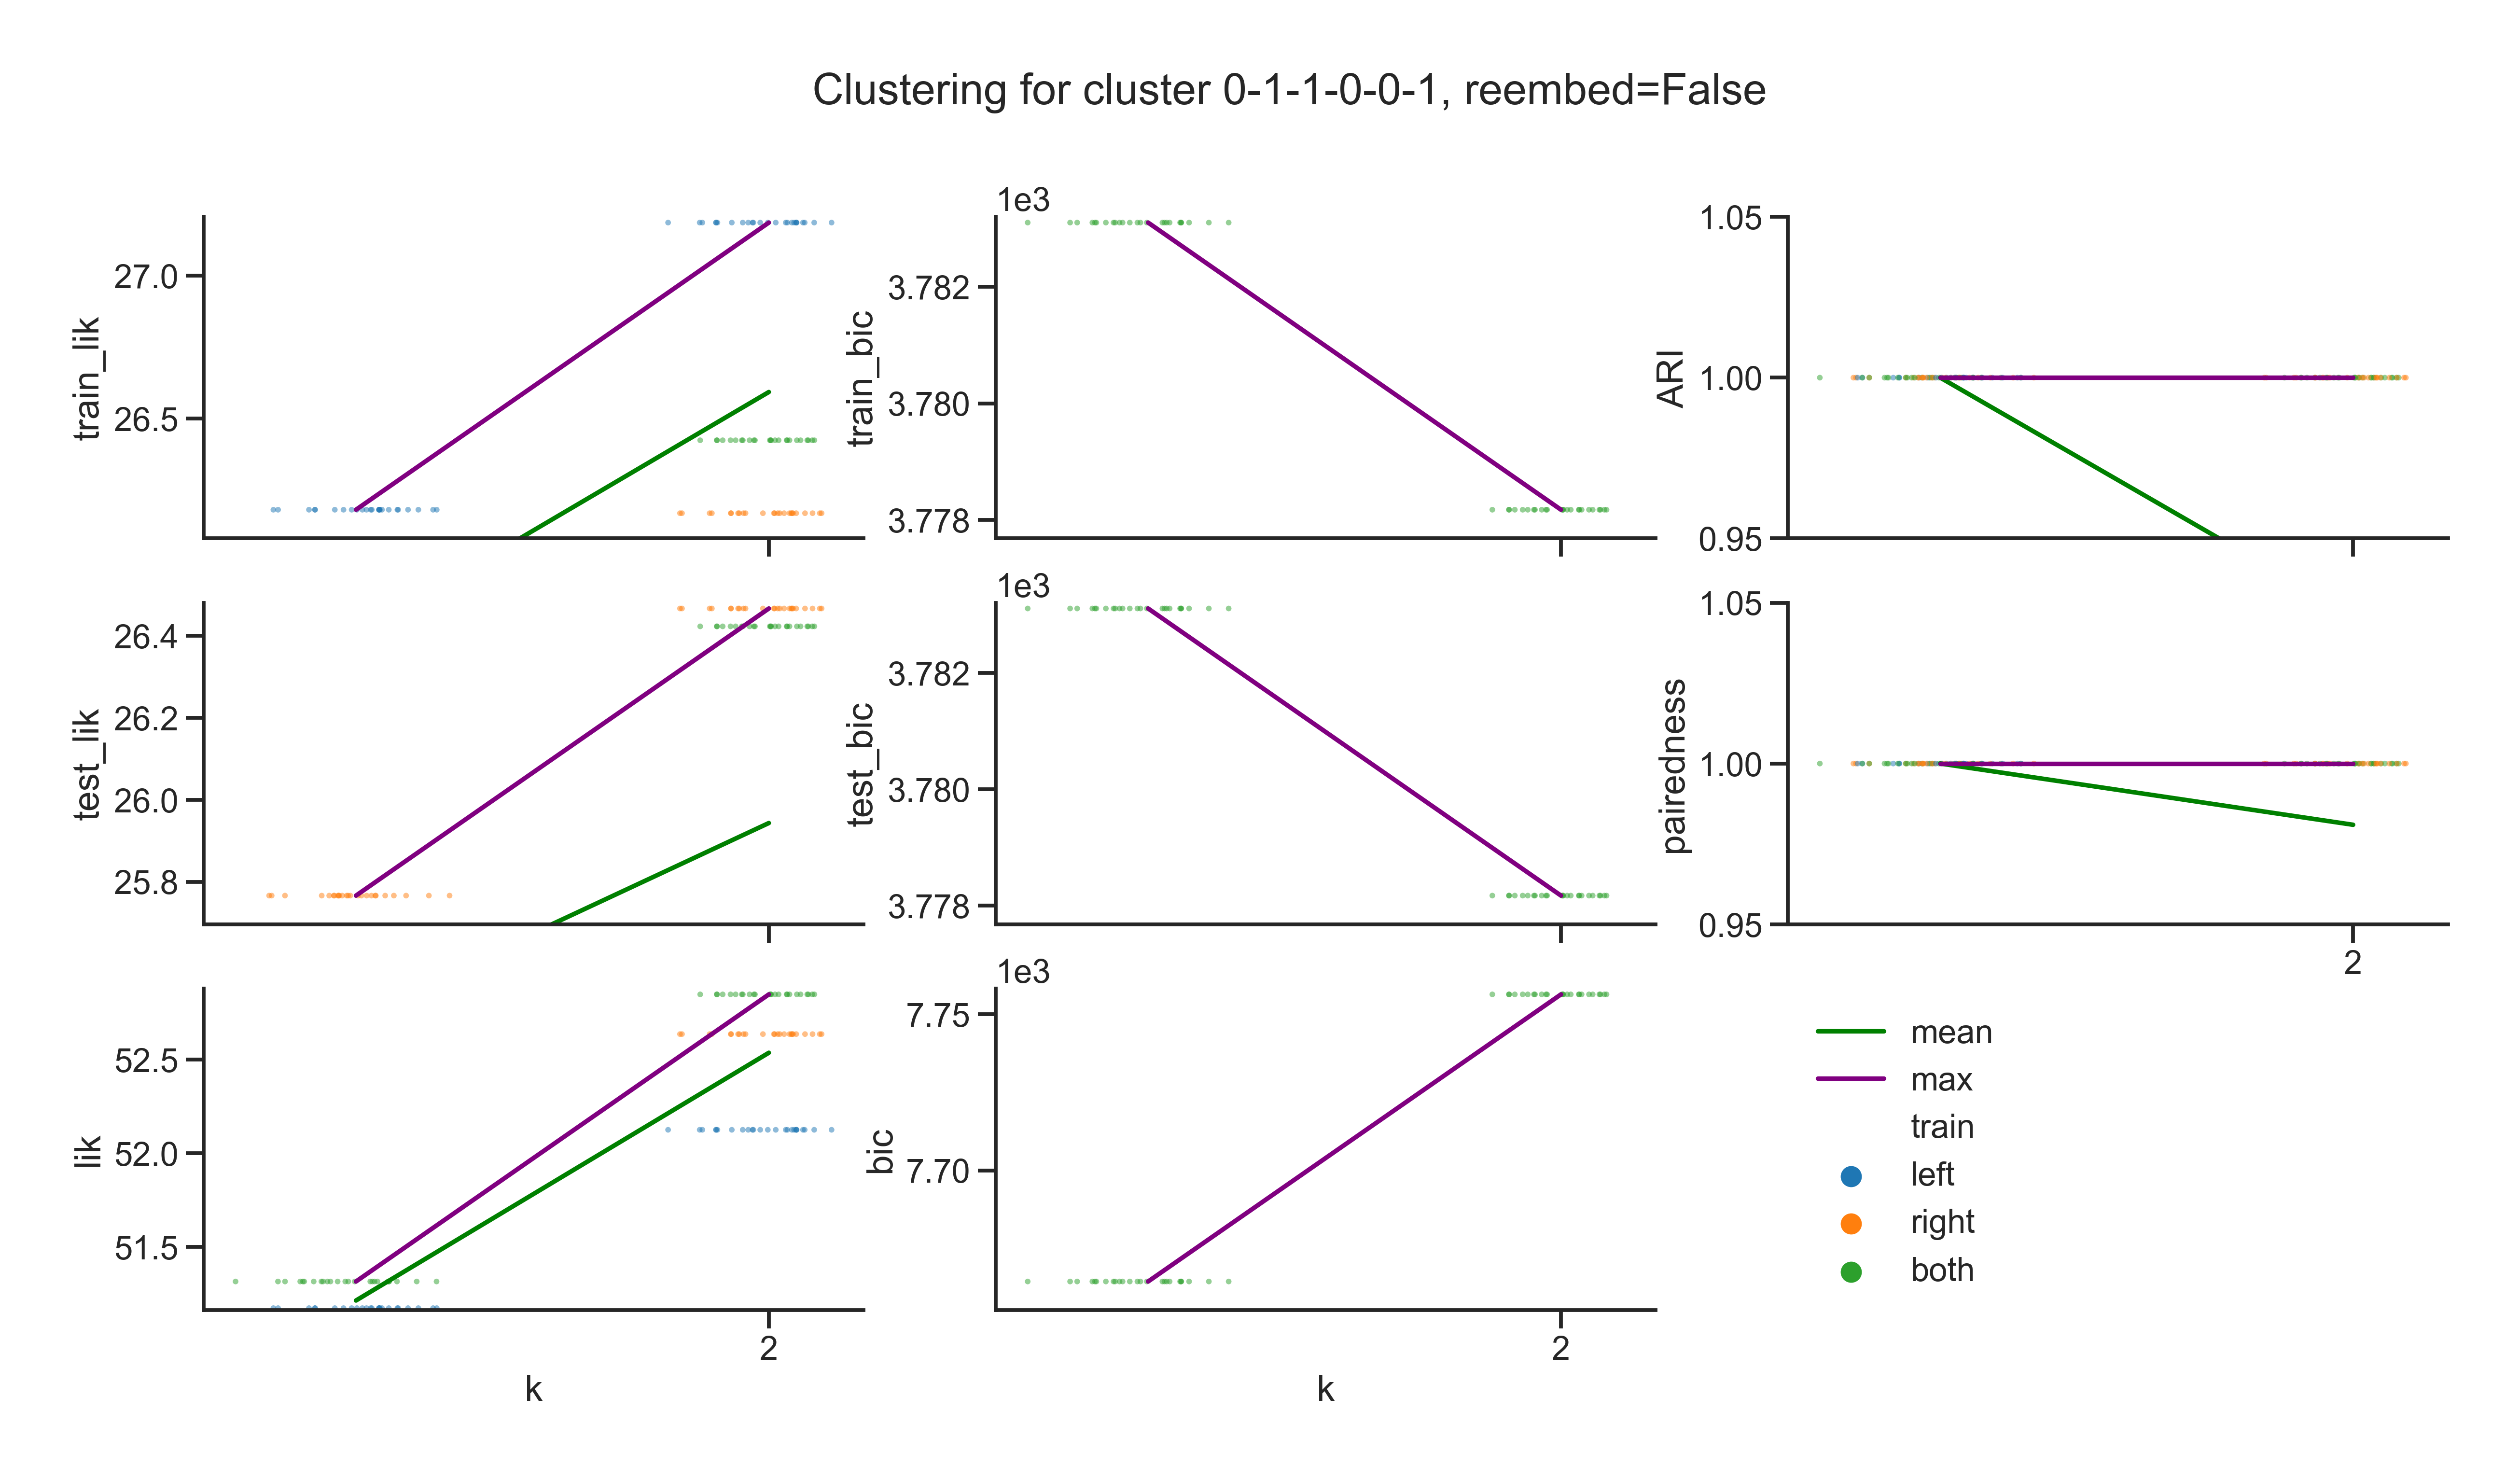 Clustering for cluster 0-1-1-0-0-1, reembed=False
train_lik
27.0
26.5
1e3
train_bic
3.782
3.780
3.778
ARI
1.05
1.00
0.95
test_lik
26.4
26.2
26.0
25.8
1e3
test_bic
3.782
3.780
3.778
pairedness
1.05
1.00
0.95
2
lik
52.5
52.0
51.5
2
k
1e3
bic
7.75
7.70
2
k
mean
max
train
left
right
both